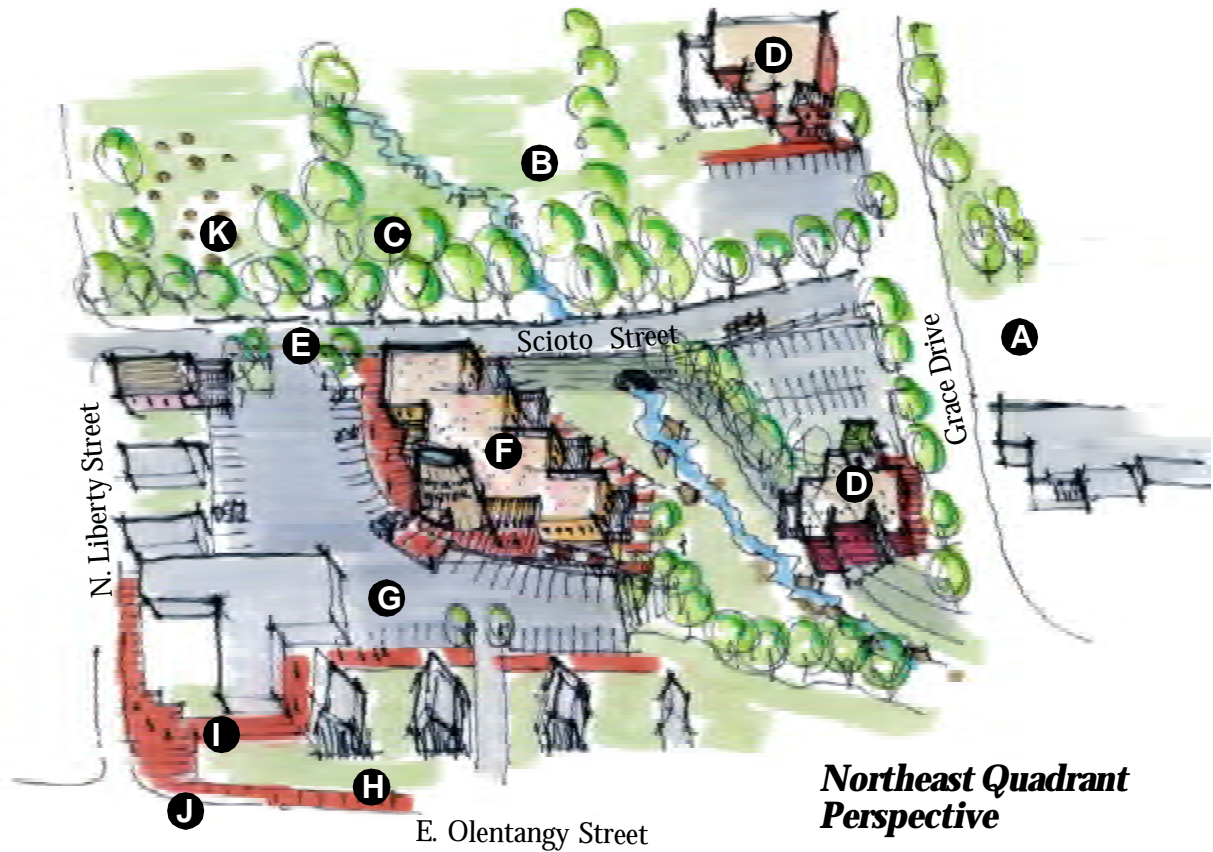 D
B
K
C
E
Scioto Street
A
Grace Drive
N. Liberty Street
F
D
G
I
H
J
E. Olentangy Street
Northeast Quadrant
Perspective